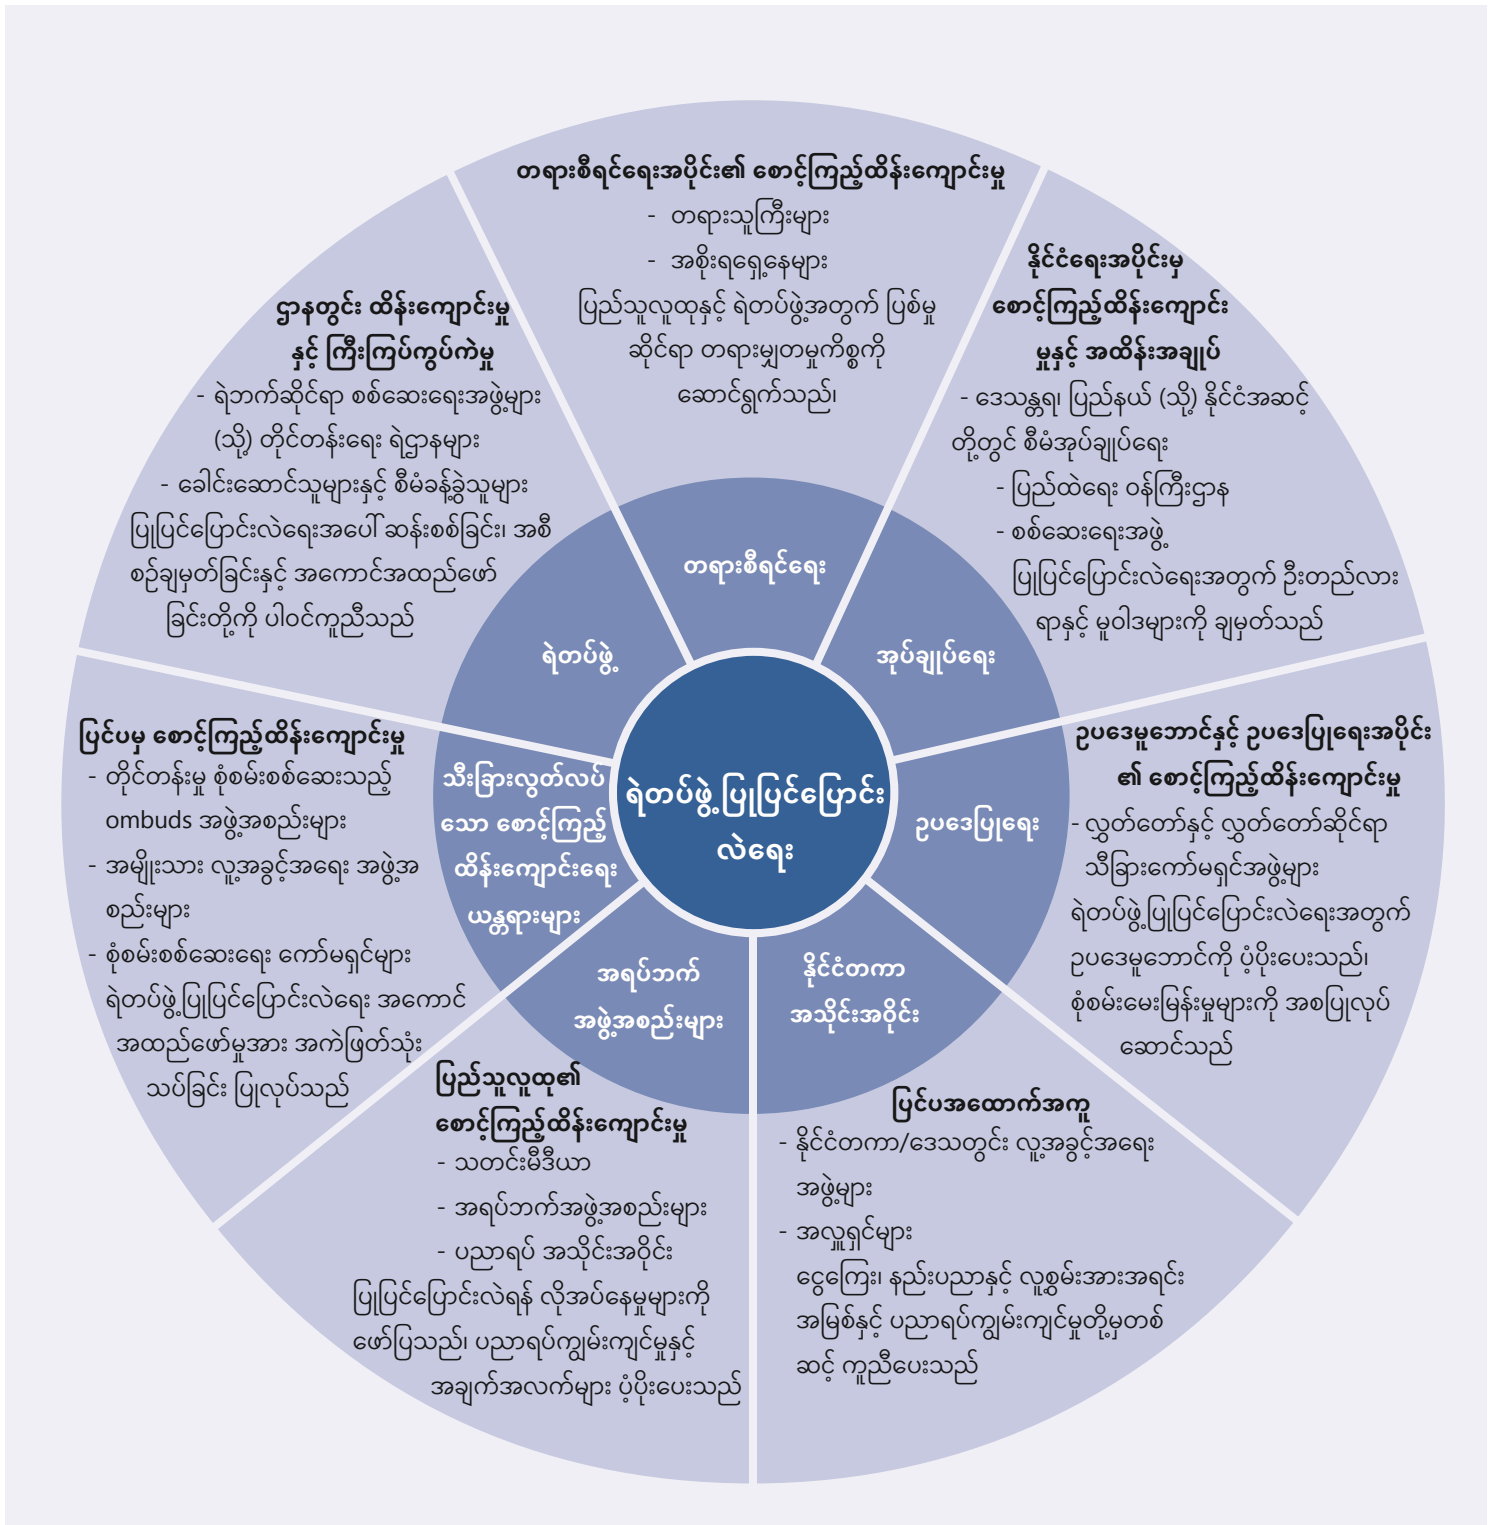 တရားစီရင်ရေးအပိုင်း၏ စောင့်ကြည့်ထိန်းကျောင်းမှု
- တရားသူကြီးများ
- အစိုးရရှေ့နေများ
ပြည်သူလူထုနှင့် ရဲတပ်ဖွဲ့အတွက် ပြစ်မှု
ဆိုင်ရာ တရားမျှတမှုကိစ္စကို
ဆောင်ရွက်သည်၊
နိုင်ငံရေးအပိုင်းမှ
စောင့်ကြည့်ထိန်းကျောင်း
မှုနှင့် အထိန်းအချုပ်
- ဒေသန္တရ၊ ပြည်နယ် (သို့) နိုင်ငံအဆင့်
တို့တွင် စီမံအုပ်ချုပ်ရေး
- ပြည်ထဲရေး ဝန်ကြီးဌာန
- စစ်ဆေးရေးအဖွဲ့
ပြုပြင်ပြောင်းလဲရေးအတွက် ဦးတည်လား
ရာနှင့် မူဝါဒများကို ချမှတ်သည်
ဥပဒေမူဘောင်နှင့် ဥပဒေပြုရေးအပိုင်း
၏ စောင့်ကြည့်ထိန်းကျောင်းမှု
- လွှတ်တော်နှင့် လွှတ်တော်ဆိုင်ရာ
သီခြားကော်မရှင်အဖွဲ့များ
ရဲတပ်ဖွဲ့ပြုပြင်ပြောင်းလဲရေးအတွက်
ဥပဒေမူဘောင်ကို ပံ့ပိုးပေးသည်၊
စုံစမ်းမေးမြန်းမှုများကို အစပြုလုပ်
ဆောင်သည်
ပြင်ပအထောက်အကူ
- နိုင်ငံတကာ/ဒေသတွင်း လူ့အခွင့်အရေး
အဖွဲ့များ
- အလှူရှင်များ
ငွေကြေး၊ နည်းပညာနှင့် လူ့စွမ်းအားအရင်း
အမြစ်နှင့် ပညာရပ်ကျွမ်းကျင်မှုတို့မှတစ်
ဆင့် ကူညီပေးသည်
ပြည်သူလူထု၏
စောင့်ကြည့်ထိန်းကျောင်းမှု
- သတင်းမီဒီယာ
- အရပ်ဘက်အဖွဲ့အစည်းများ
- ပညာရပ် အသိုင်းအဝိုင်း
ပြုပြင်ပြောင်းလဲရန် လိုအပ်နေမှုများကို
ဖော်ပြသည်၊ ပညာရပ်ကျွမ်းကျင်မှုနှင့်
အချက်အလက်များ ပံ့ပိုးပေးသည်
ပြင်ပမှ စောင့်ကြည့်ထိန်းကျောင်းမှု
- တိုင်တန်းမှု စုံစမ်းစစ်ဆေးသည့်
ombuds အဖွဲ့အစည်းများ
- အမျိုးသား လူ့အခွင့်အရေး အဖွဲ့အ
စည်းများ
- စုံစမ်းစစ်ဆေးရေး ကော်မရှင်များ
ရဲတပ်ဖွဲ့ပြုပြင်ပြောင်းလဲရေး အကောင်
အထည်ဖော်မှုအား အကဲဖြတ်သုံး
သပ်ခြင်း ပြုလုပ်သည်
ဌာနတွင်း ထိန်းကျောင်းမှု
နှင့် ကြီးကြပ်ကွပ်ကဲမှု
- ရဲဘက်ဆိုင်ရာ စစ်ဆေးရေးအဖွဲ့များ
(သို့) တိုင်တန်းရေး ရဲဌာနများ
- ခေါင်းဆောင်သူများနှင့် စီမံခန့်ခွဲသူများ
ပြုပြင်ပြောင်းလဲရေးအပေါ် ဆန်းစစ်ခြင်း၊ အစီ
စဉ်ချမှတ်ခြင်းနှင့် အကောင်အထည်ဖော်
ခြင်းတို့ကို ပါဝင်ကူညီသည်
တရားစီရင်ရေး
အုပ်ချုပ်ရေး
ဥပဒေပြုရေး
နိုင်ငံတကာ
အသိုင်းအဝိုင်း
အရပ်ဘက်
အဖွဲ့အစည်းများ
သီးခြားလွတ်လပ်
သော စောင့်ကြည့်
ထိန်းကျောင်းရေး
ယန္တရားများ
ရဲတပ်ဖွဲ့
ရဲတပ်ဖွဲ့ပြုပြင်ပြောင်း
လဲရေး